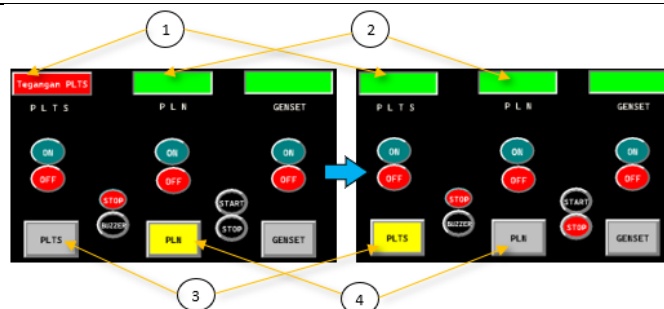 1 2
Tegangan PLTS
P L T S P L N GENSET P L T S P L N GENSET
ON ON ON ON ON ON
OFF OFF OFF OFF OFF OFF
STOP START STOP START
BUZZER STOP BUZZER STOP
PLTS PLN GENSET PLTS PLN GENSET
3 4